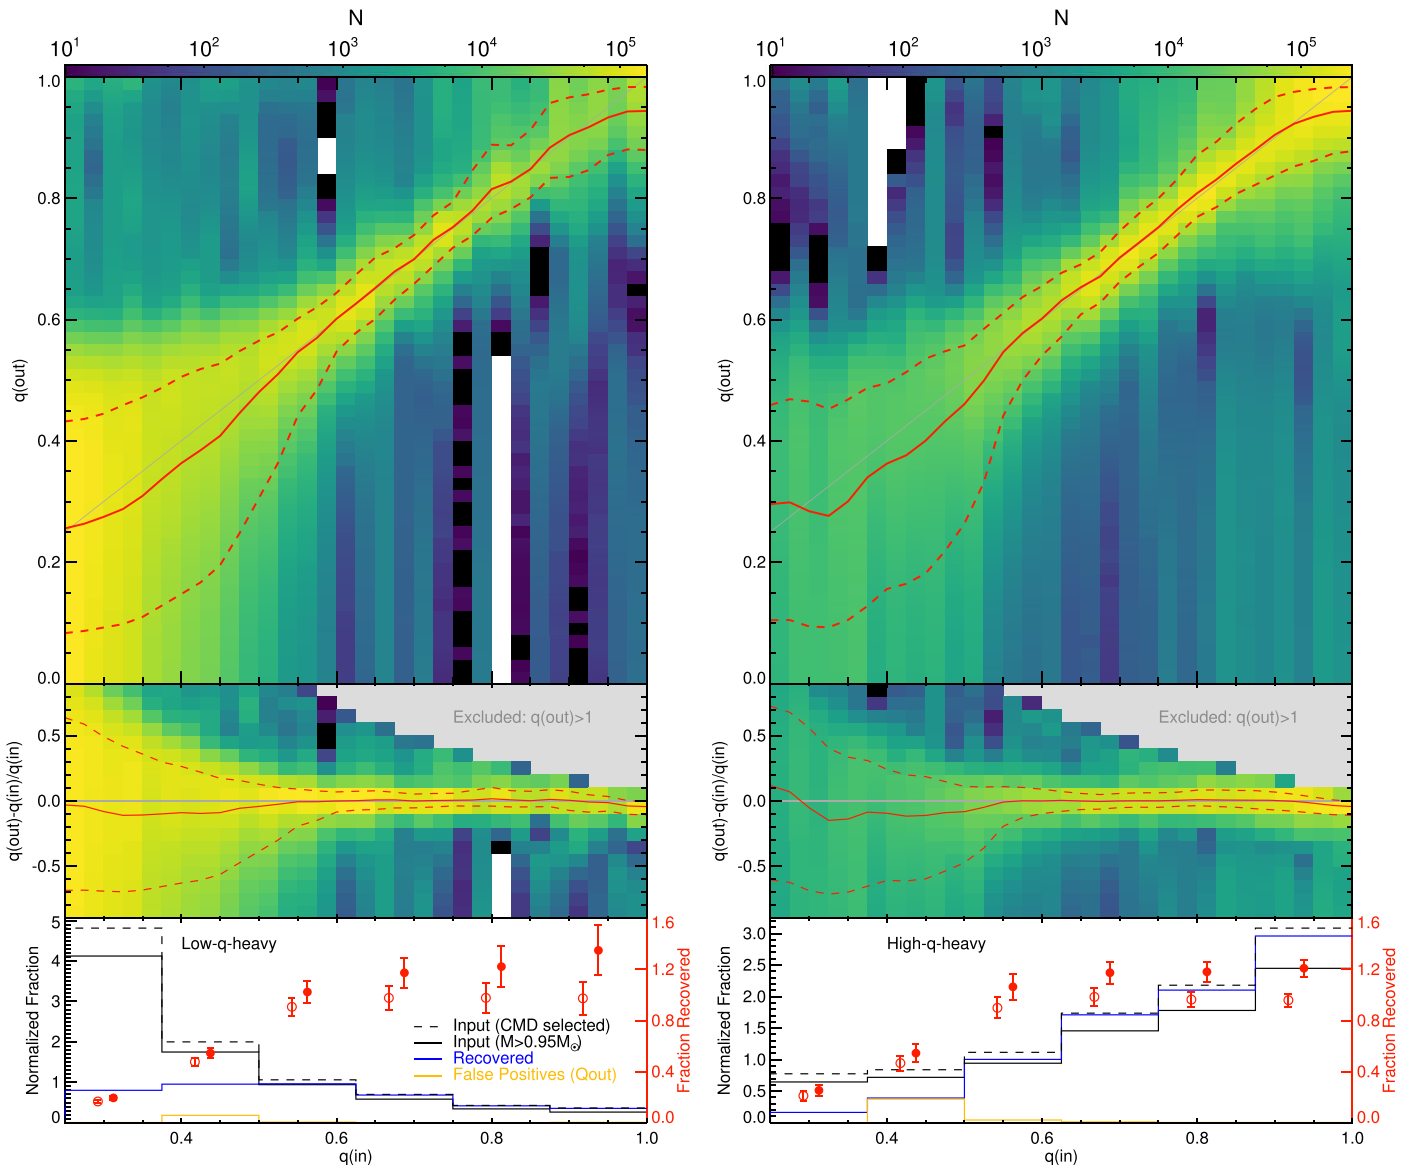 N
10^1 10^2 10^3 10^4 10^5
1.0
0.8
0.6
0.4
0.2
0.0
q(out)
Excluded: q(out)>1
0.5
0.0
-0.5
q(out)-q(in)/q(in)
Low-q-heavy
Input (CMD selected)
Input (M>0.95M☉)
Recovered
False Positives (Qout)
5
4
3
2
1
0
Normalized Fraction
1.6
1.2
0.8
0.4
0.0
Fraction Recovered
0.4 0.6 0.8 1.0
q(in)
N
10^1 10^2 10^3 10^4 10^5
1.0
0.8
0.6
0.4
0.2
0.0
q(out)
Excluded: q(out)>1
0.5
0.0
-0.5
q(out)-q(in)/q(in)
High-q-heavy
3.0
2.5
2.0
1.5
1.0
0.5
0.0
Normalized Fraction
1.6
1.2
0.8
0.4
0.0
Fraction Recovered
0.4 0.6 0.8 1.0
q(in)